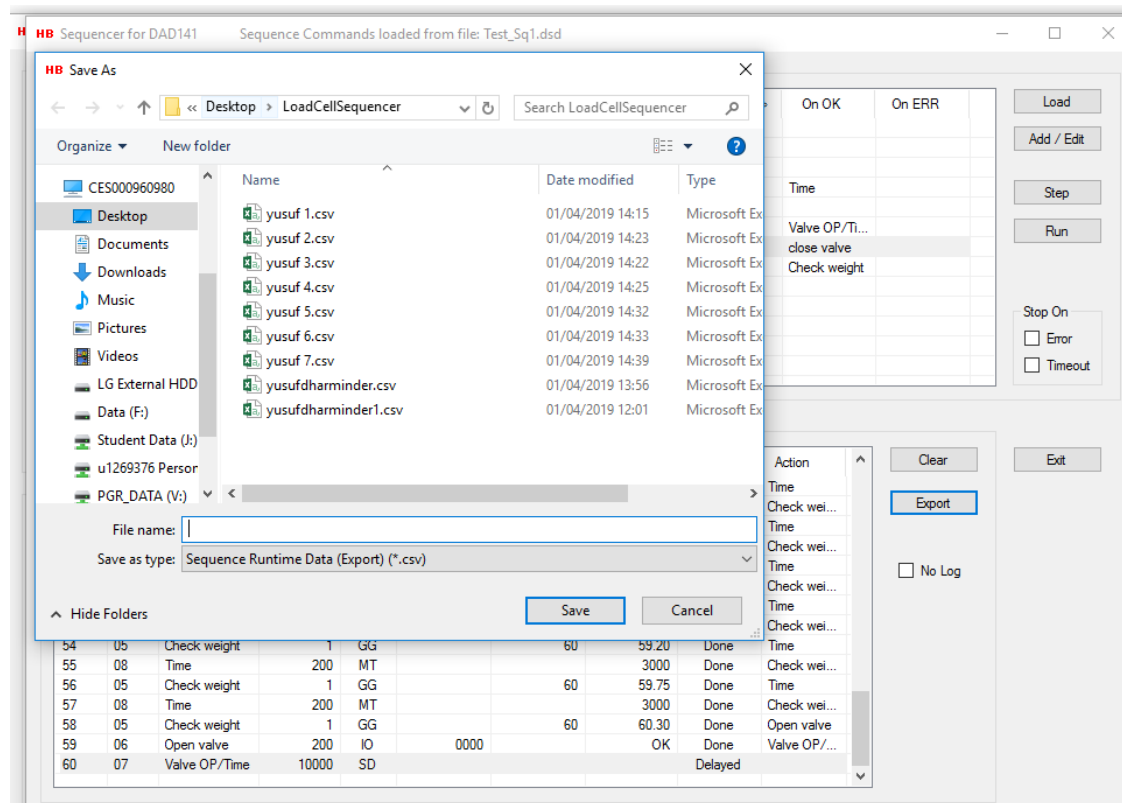 HB Sequencer for DAD141 Sequence Commands loaded from file: Test_Sq1.dsd
HB Save As
« Desktop > LoadCellSequencer
Search LoadCellSequencer
Organize
New folder
?
CES000960980
Desktop
Documents
Downloads
Music
Pictures
Videos
LG External HDD
Data (F:)
Student Data (J:)
u1269376 Person
PGR_DATA (V:)
Name Date modified Type
yusuf 1.csv 01/04/2019 14:15 Microsoft Ex
yusuf 2.csv 01/04/2019 14:23 Microsoft Ex
yusuf 3.csv 01/04/2019 14:22 Microsoft Ex
yusuf 4.csv 01/04/2019 14:25 Microsoft Ex
yusuf 5.csv 01/04/2019 14:32 Microsoft Ex
yusuf 6.csv 01/04/2019 14:33 Microsoft Ex
yusuf 7.csv 01/04/2019 14:39 Microsoft Ex
yusufdharminder.csv 01/04/2019 13:56 Microsoft Ex
yusufdharminder1.csv 01/04/2019 12:01 Microsoft Ex
File name:
Save as type: Sequence Runtime Data (Export) (*.csv)
Hide Folders
Save
Cancel
On OK On ERR
Time
Valve OP/Ti...
close valve
Check weight
Load
Add / Edit
Step
Run
Stop On
Error
Timeout
Action
Time
Check wei...
Time
Check wei...
Time
Check wei...
Time
Check wei...
Clear
Export
No Log
Exit
54 05 Check weight 1 GG 60 59.20 Done Time
55 08 Time 200 MT 3000 Done Check wei...
56 05 Check weight 1 GG 60 59.75 Done Time
57 08 Time 200 MT 3000 Done Check wei...
58 05 Check weight 1 GG 60 60.30 Done Open valve
59 06 Open valve 200 IO 0000 OK Done Valve OP/...
60 07 Valve OP/Time 10000 SD Delayed